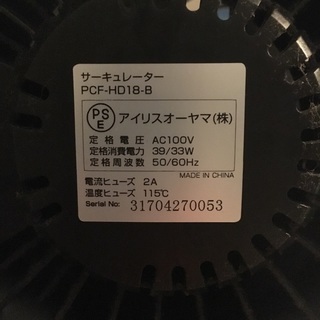 サーキュレーター
PCF-HD18-B
PS
E
アイリスオーヤマ(株)
定格電圧 AC100V
定格消費電力 39/33W
定格周波数 50/60Hz
MADE IN CHINA
電流ヒューズ 2A
温度ヒューズ 115℃
Serial No: 31704270053